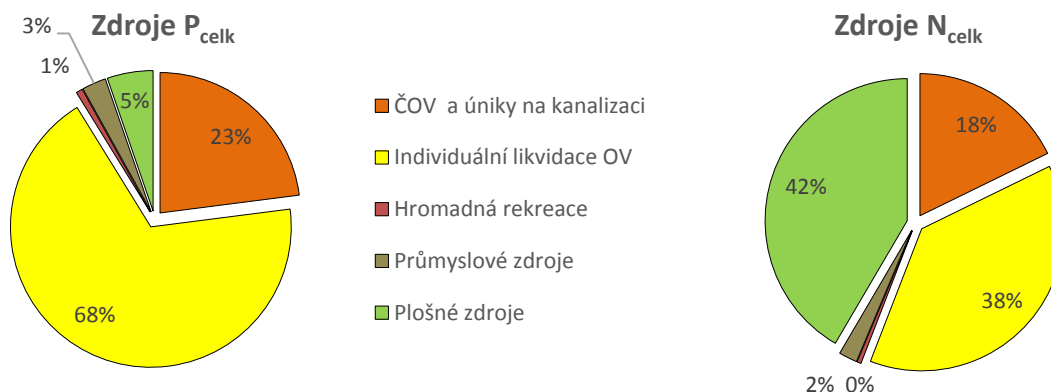 Zdroje Pcelk
3%
1%
5%
23%
68%
ČOV a úniky na kanalizaci
Individuální likvidace OV
Hromadná rekreace
Průmyslové zdroje
Plošné zdroje
Zdroje Ncelk
18%
42%
38%
2% 0%